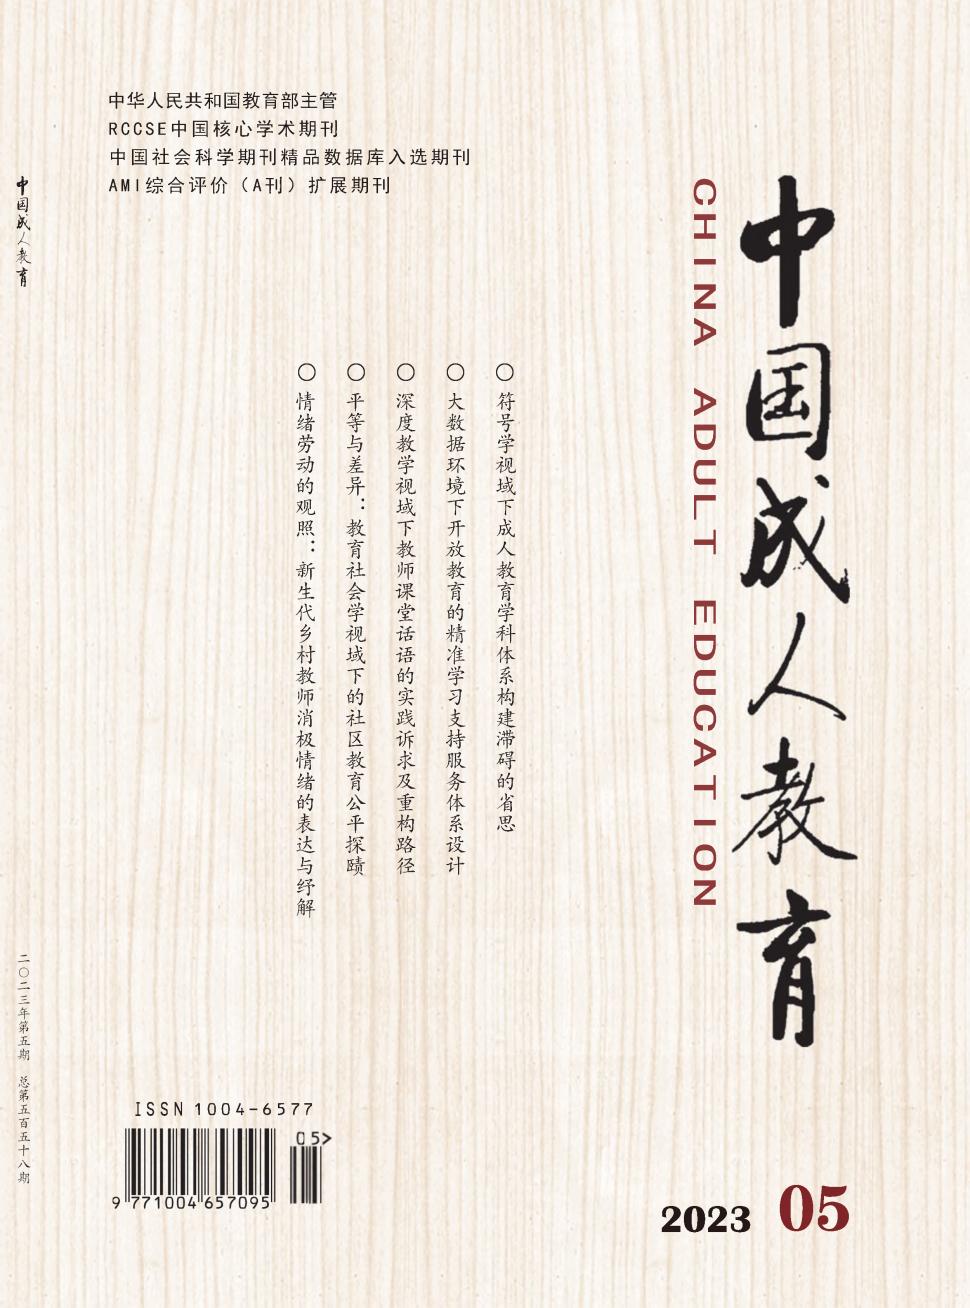 中华人民共和国教育部主管
RCCSE中国核心学术期刊
中国社会科学期刊精品数据库入选期刊
AMI综合评价（A刊）扩展期刊
中国成人教育
CHINA ADULT EDUCATION
○符号学视域下成人教育学科体系构建滞碍的省思
○大数据环境下开放教育的精准学习支持服务体系设计
○深度教学视域下教师课堂话语的实践诉求及重构路径
○平等与差异：教育社会学视域下的社区教育公平探赜
○情绪劳动的观照：新生代乡村教师消极情绪的表达与纾解
中国成人教育
二〇二三年第五期 总第五百五十八期
ISSN 1004-6577
05>
9 771004 657095
2023 05